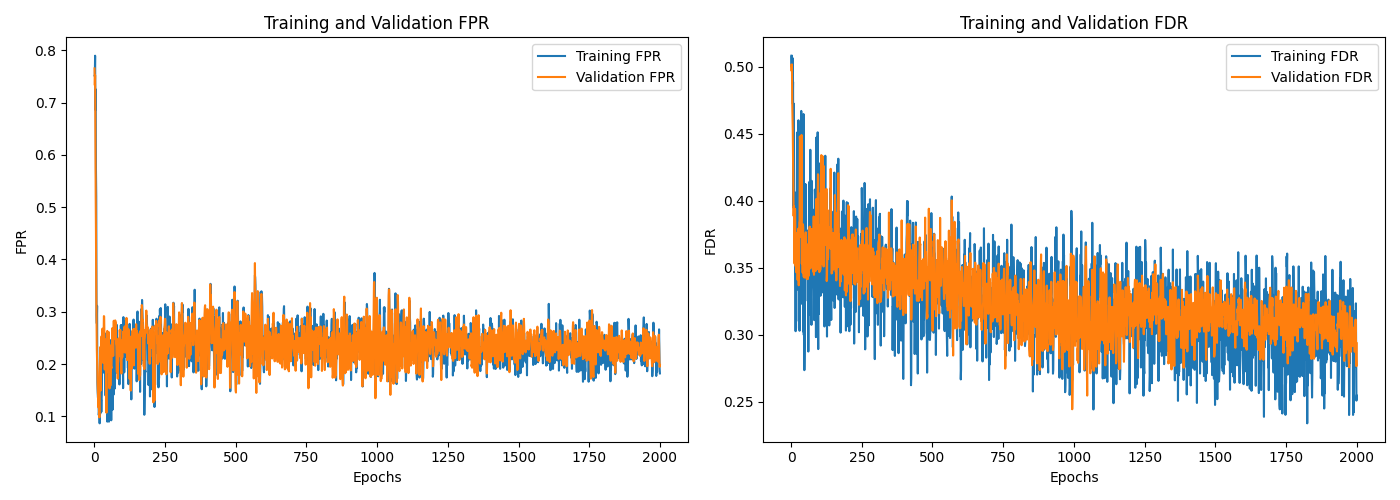 Training and Validation FPR
Training FPR
Validation FPR
0.8
0.7
0.6
0.5
0.4
0.3
0.2
0.1
FPR
0 250 500 750 1000 1250 1500 1750 2000
Epochs
Training and Validation FDR
Training FDR
Validation FDR
0.50
0.45
0.40
0.35
0.30
0.25
FDR
0 250 500 750 1000 1250 1500 1750 2000
Epochs